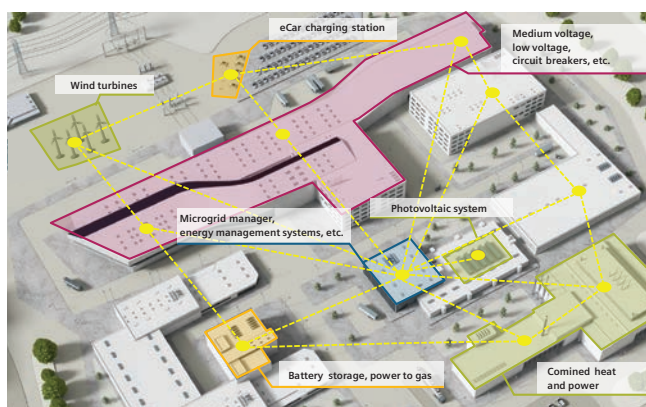 eCar charging station
Medium voltage,
low voltage,
circuit breakers, etc.
Wind turbines
Photovoltaic system
Microgrid manager,
energy management systems, etc.
Battery storage, power to gas
Comined heat
and power